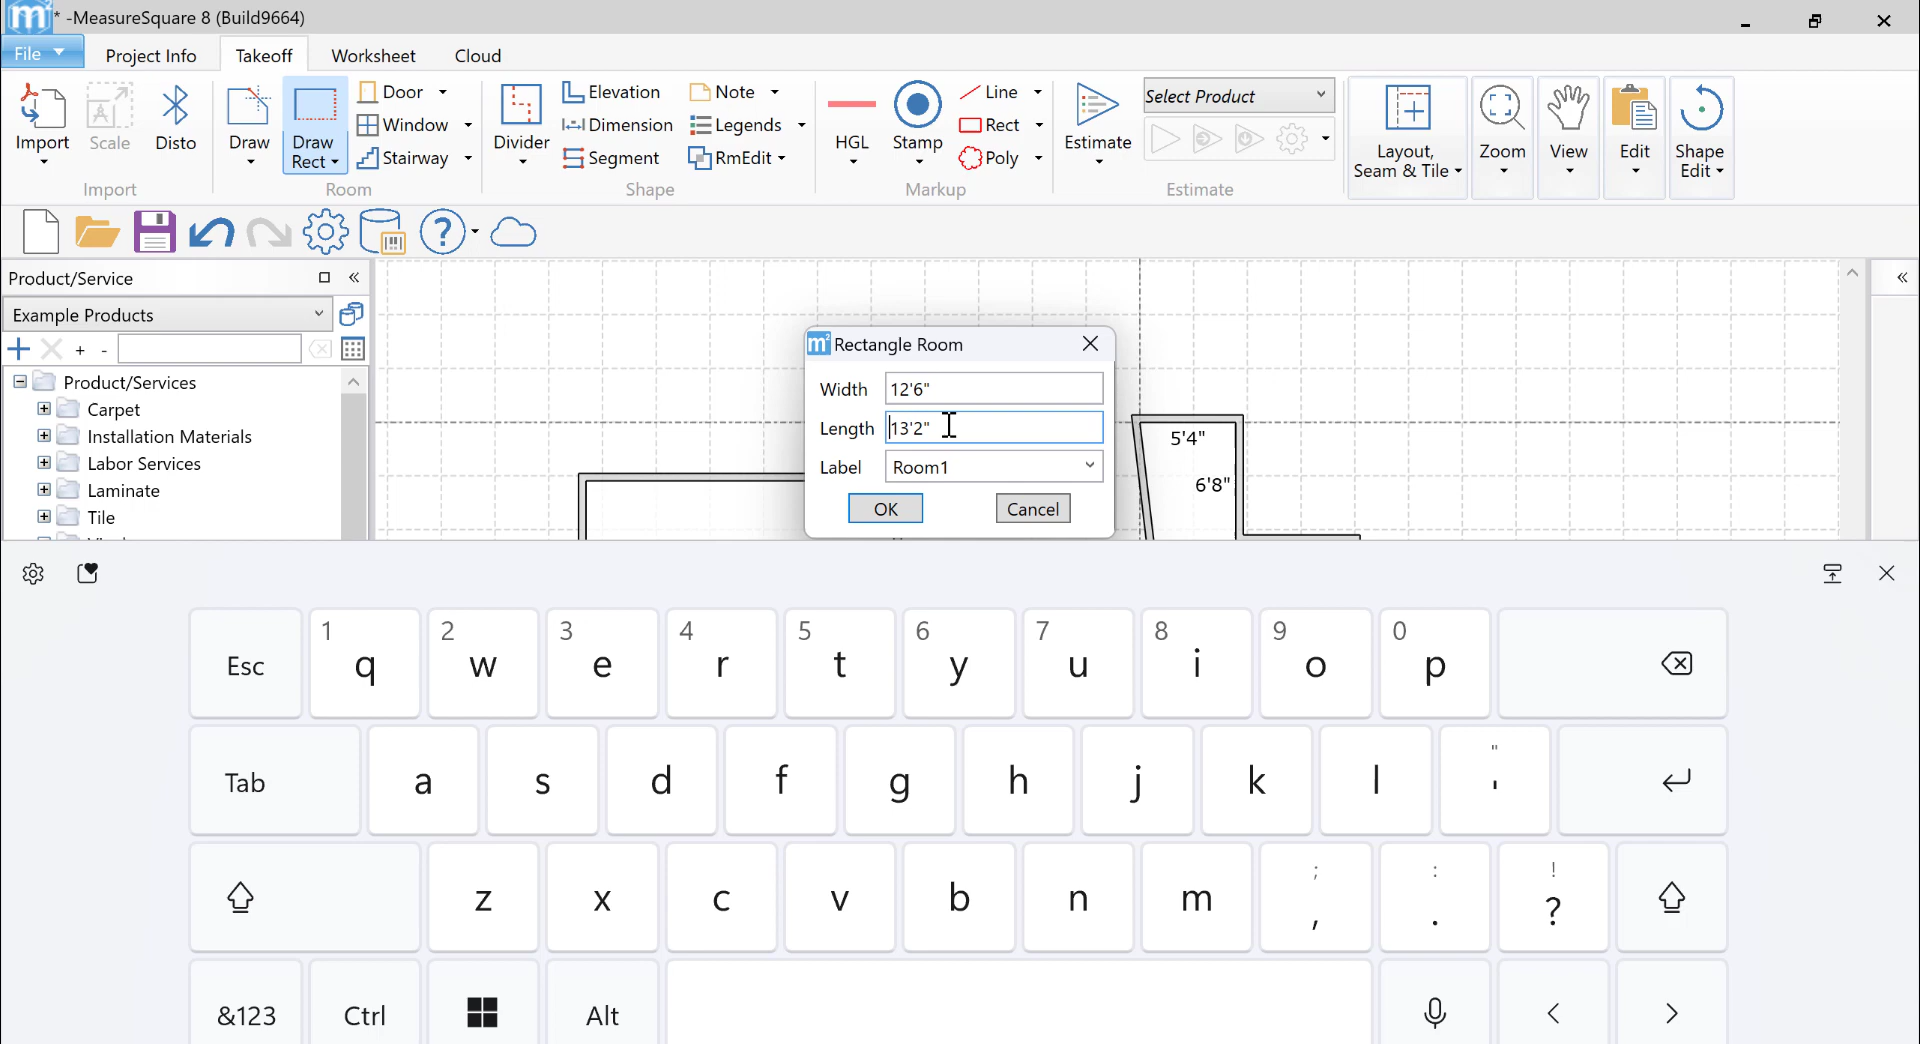 m² * -MeasureSquare 8 (Build9664)
File Project Info Takeoff Worksheet Cloud
Import Scale Disto
Import
Draw Draw Rect Door Window Stairway
Room
Divider Elevation Dimension Segment Note Legends RmEdit
Shape
HGL Stamp Line Rect Poly
Markup
Estimate Select Product
Estimate
Layout, Seam & Tile Zoom View Edit Shape Edit
Product/Service
Example Products
+ -
Product/Services
Carpet
Installation Materials
Labor Services
Laminate
Tile
m² Rectangle Room
Width 12'6"
Length 13'2"
Label Room1
OK Cancel
5'4"
6'8"
Esc 1 q 2 w 3 e 4 r 5 t 6 y 7 u 8 i 9 o 0 p
Tab a s d f g h j k l " '
z x c v b n m ; , : . ! ?
&123 Ctrl Alt < >